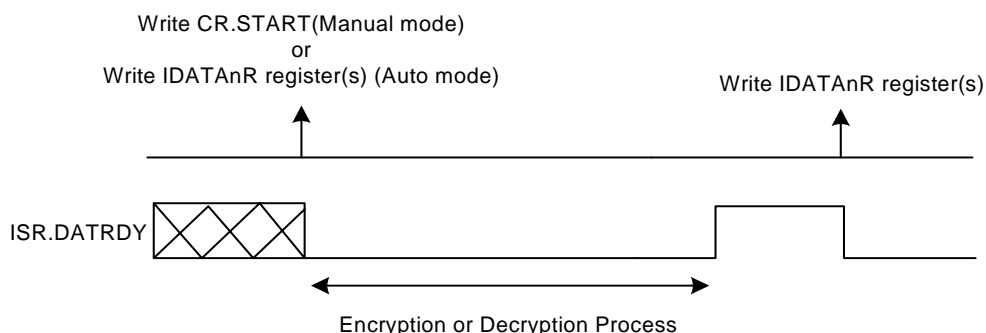 Write CR.START(Manual mode)
or
Write IDATAnR register(s) (Auto mode)
Write IDATAnR register(s)
ISR.DATRDY
Encryption or Decryption Process